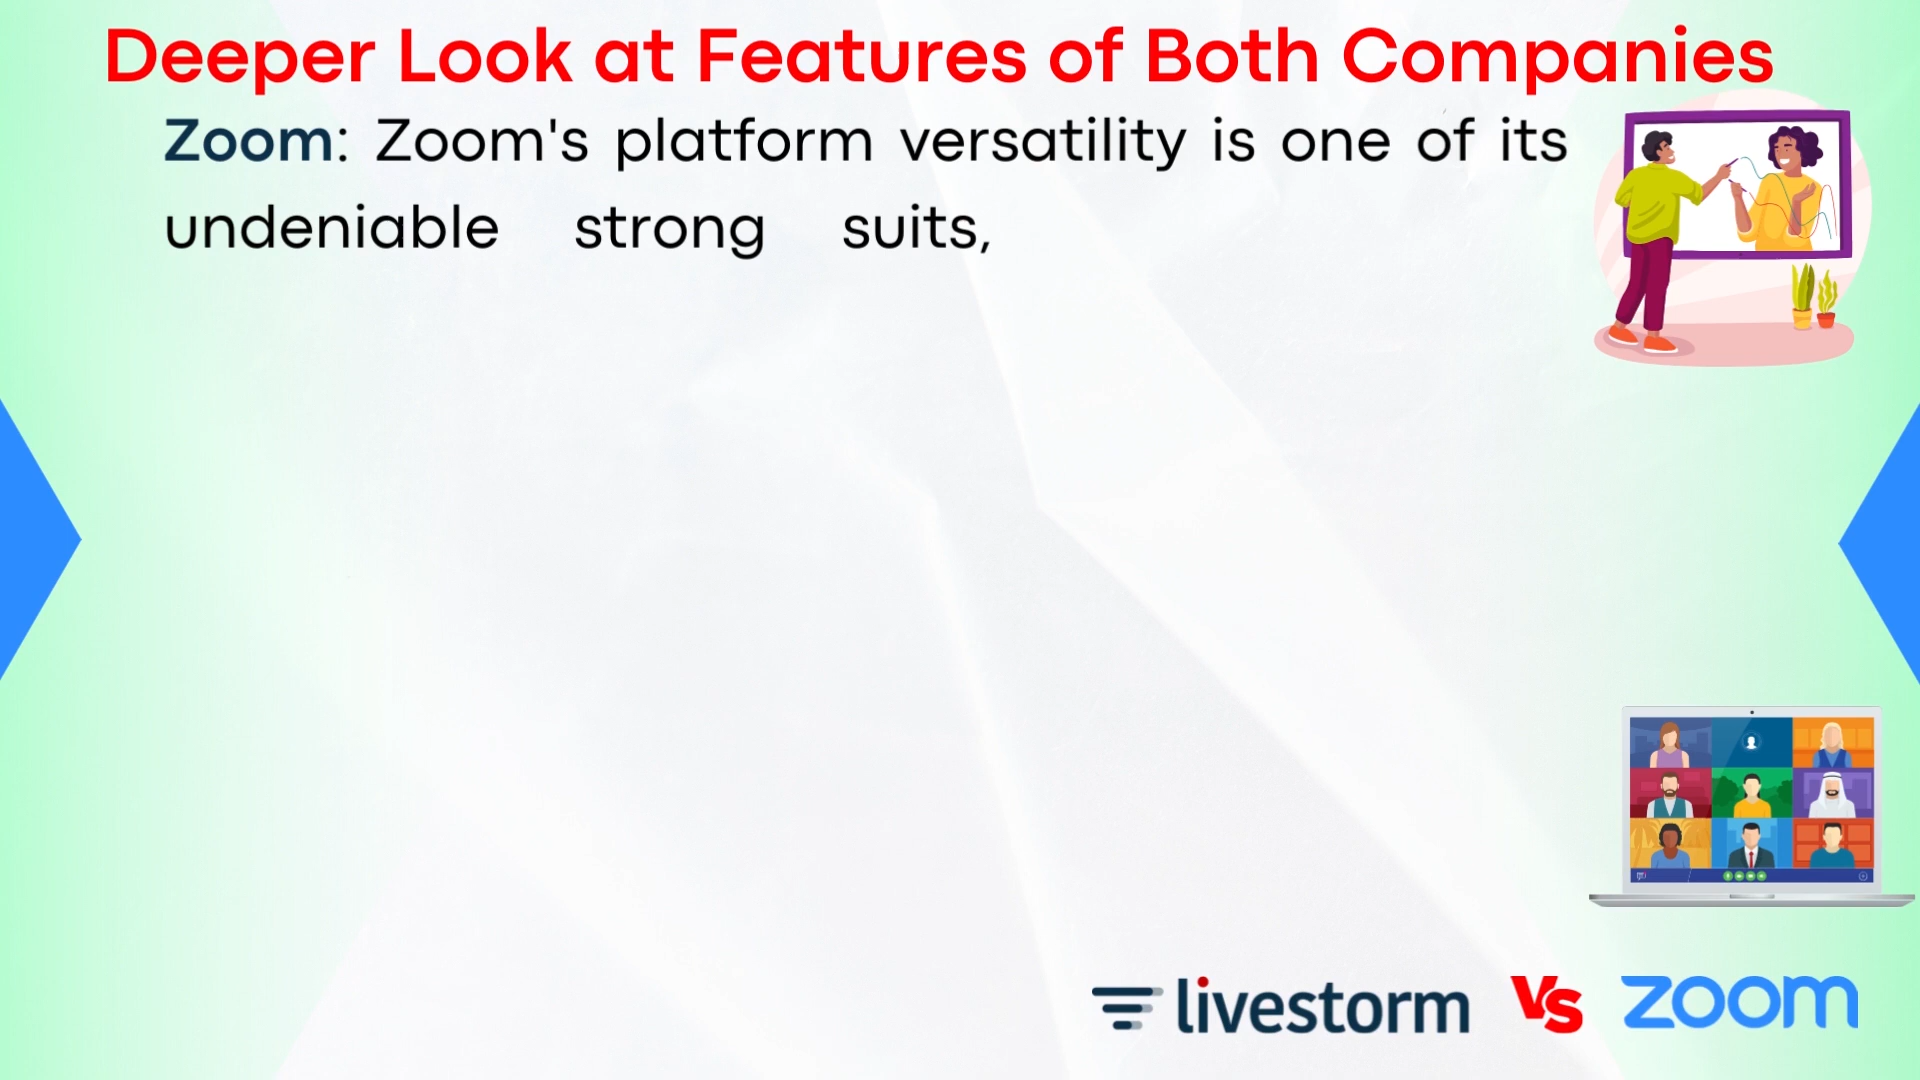 Deeper Look at Features of Both Companies
Zoom: Zoom's platform versatility is one of its
undeniable strong suits,
livestorm VS zoom